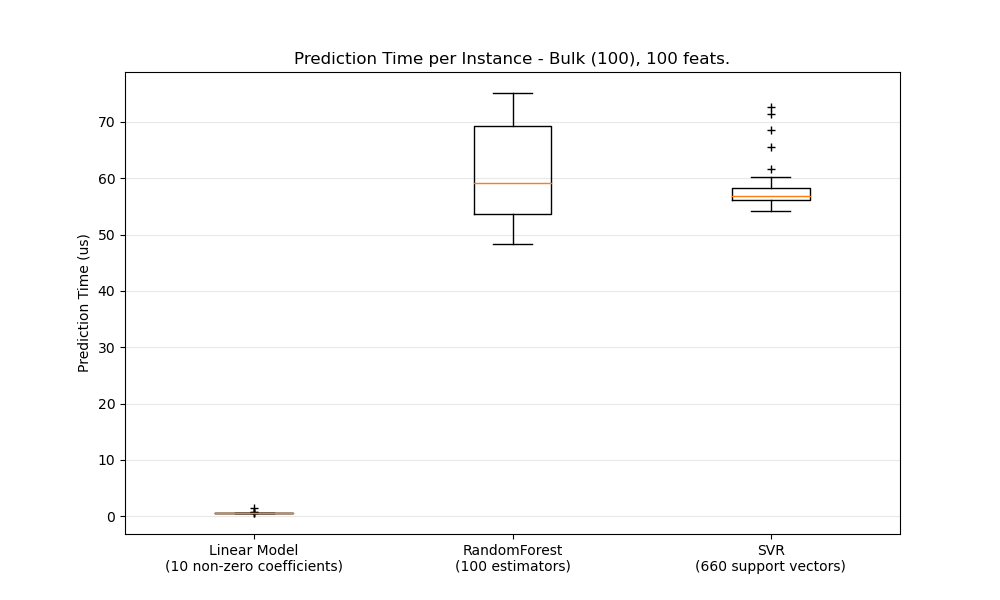 Prediction Time per Instance - Bulk (100), 100 feats.
Prediction Time (us)
70
60
50
40
30
20
10
0
Linear Model
(10 non-zero coefficients)
RandomForest
(100 estimators)
SVR
(660 support vectors)